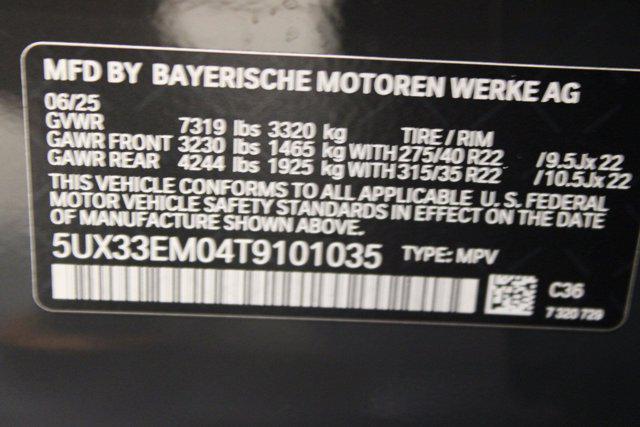 MFD BY BAYERISCHE MOTOREN WERKE AG
06/25
GVWR 7319 lbs 3320 kg TIRE / RIM
GAWR FRONT 3230 lbs 1465 kg WITH 275/40 R22 /9.5Jx22
GAWR REAR 4244 lbs 1925 kg WITH 315/35 R22 /10.5Jx22
THIS VEHICLE CONFORMS TO ALL APPLICABLE U.S. FEDERAL
MOTOR VEHICLE SAFETY STANDARDS IN EFFECT ON THE DATE
OF MANUFACTURE SHOWN ABOVE.
5UX33EM04T9101035 TYPE: MPV
C36
7 320 729